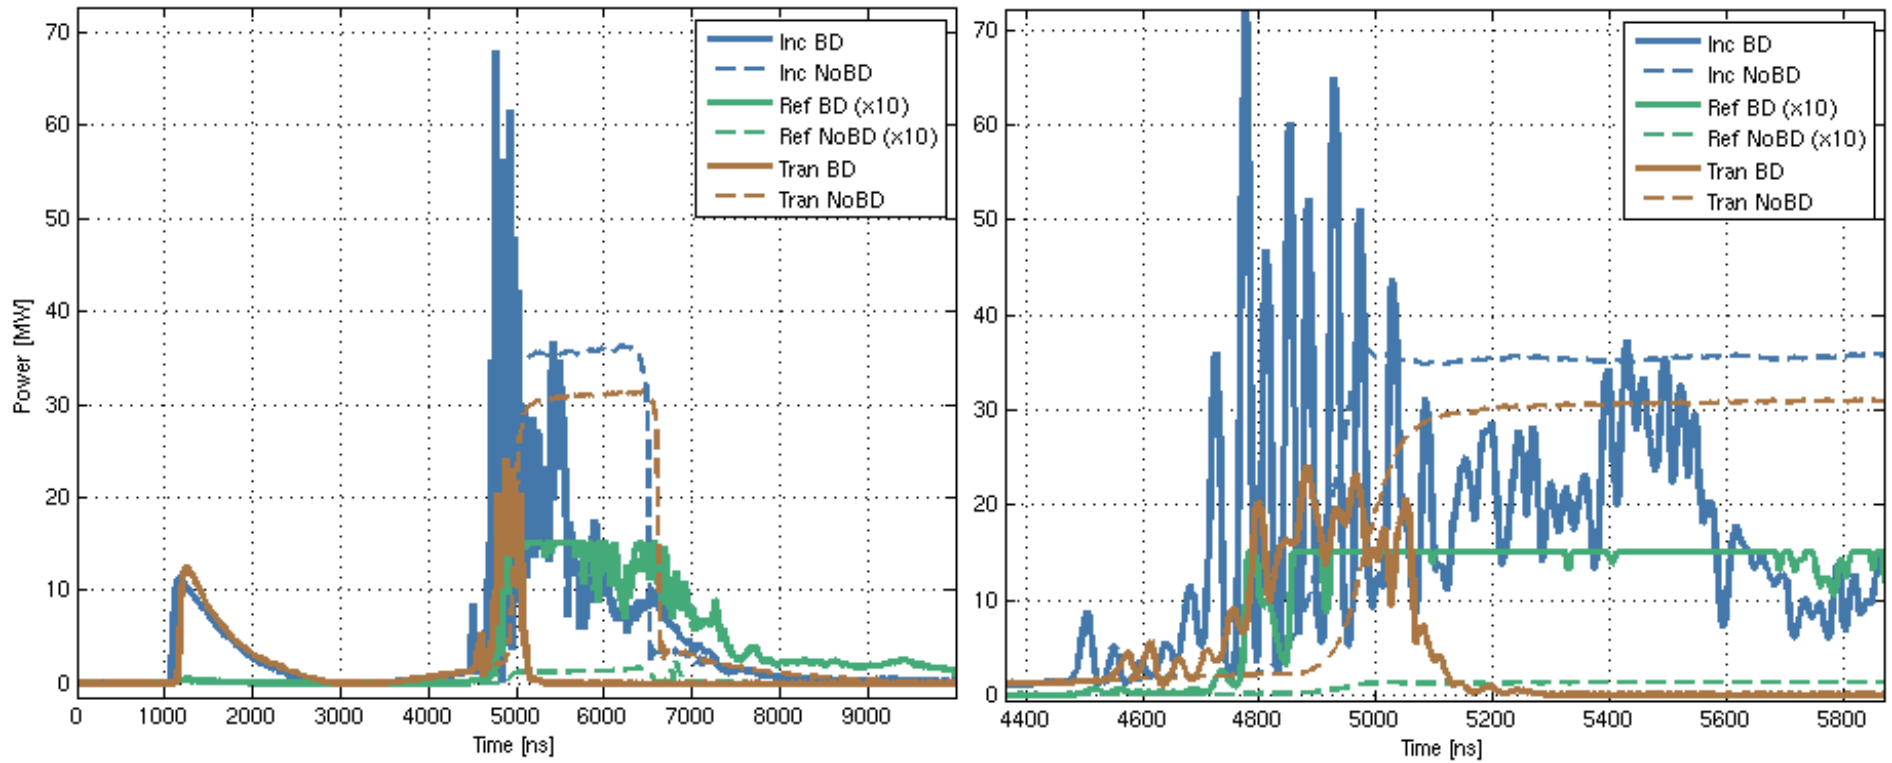 70
60
50
40
30
20
10
0
Power [MW]
0 1000 2000 3000 4000 5000 6000 7000 8000 9000
Time [ns]
Inc BD
Inc NoBD
Ref BD (x10)
Ref NoBD (x10)
Tran BD
Tran NoBD
70
60
50
40
30
20
10
0
4400 4600 4800 5000 5200 5400 5600 5800
Time [ns]
Inc BD
Inc NoBD
Ref BD (x10)
Ref NoBD (x10)
Tran BD
Tran NoBD